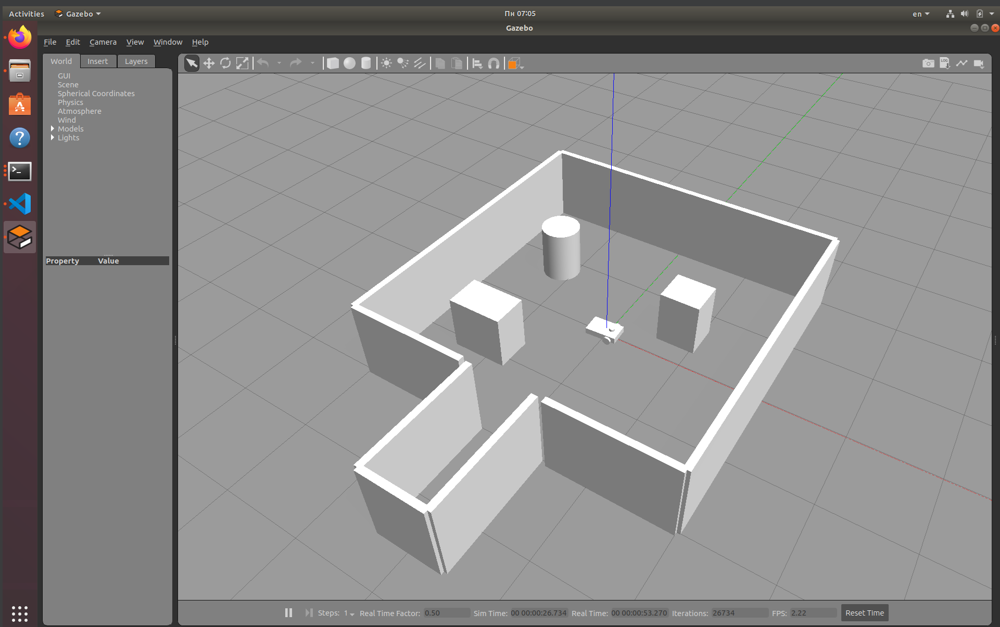 Activities Gazebo Пн 07:05 en
Gazebo
File Edit Camera View Window Help
World Insert Layers
LOG
GUI
Scene
Spherical Coordinates
Physics
Atmosphere
Wind
Models
Lights
Property Value
Steps: 1 Real Time Factor: 0.50 Sim Time: 00 00:00:26.734 Real Time: 00 00:00:53.270 Iterations: 26734 FPS: 2.22 Reset Time